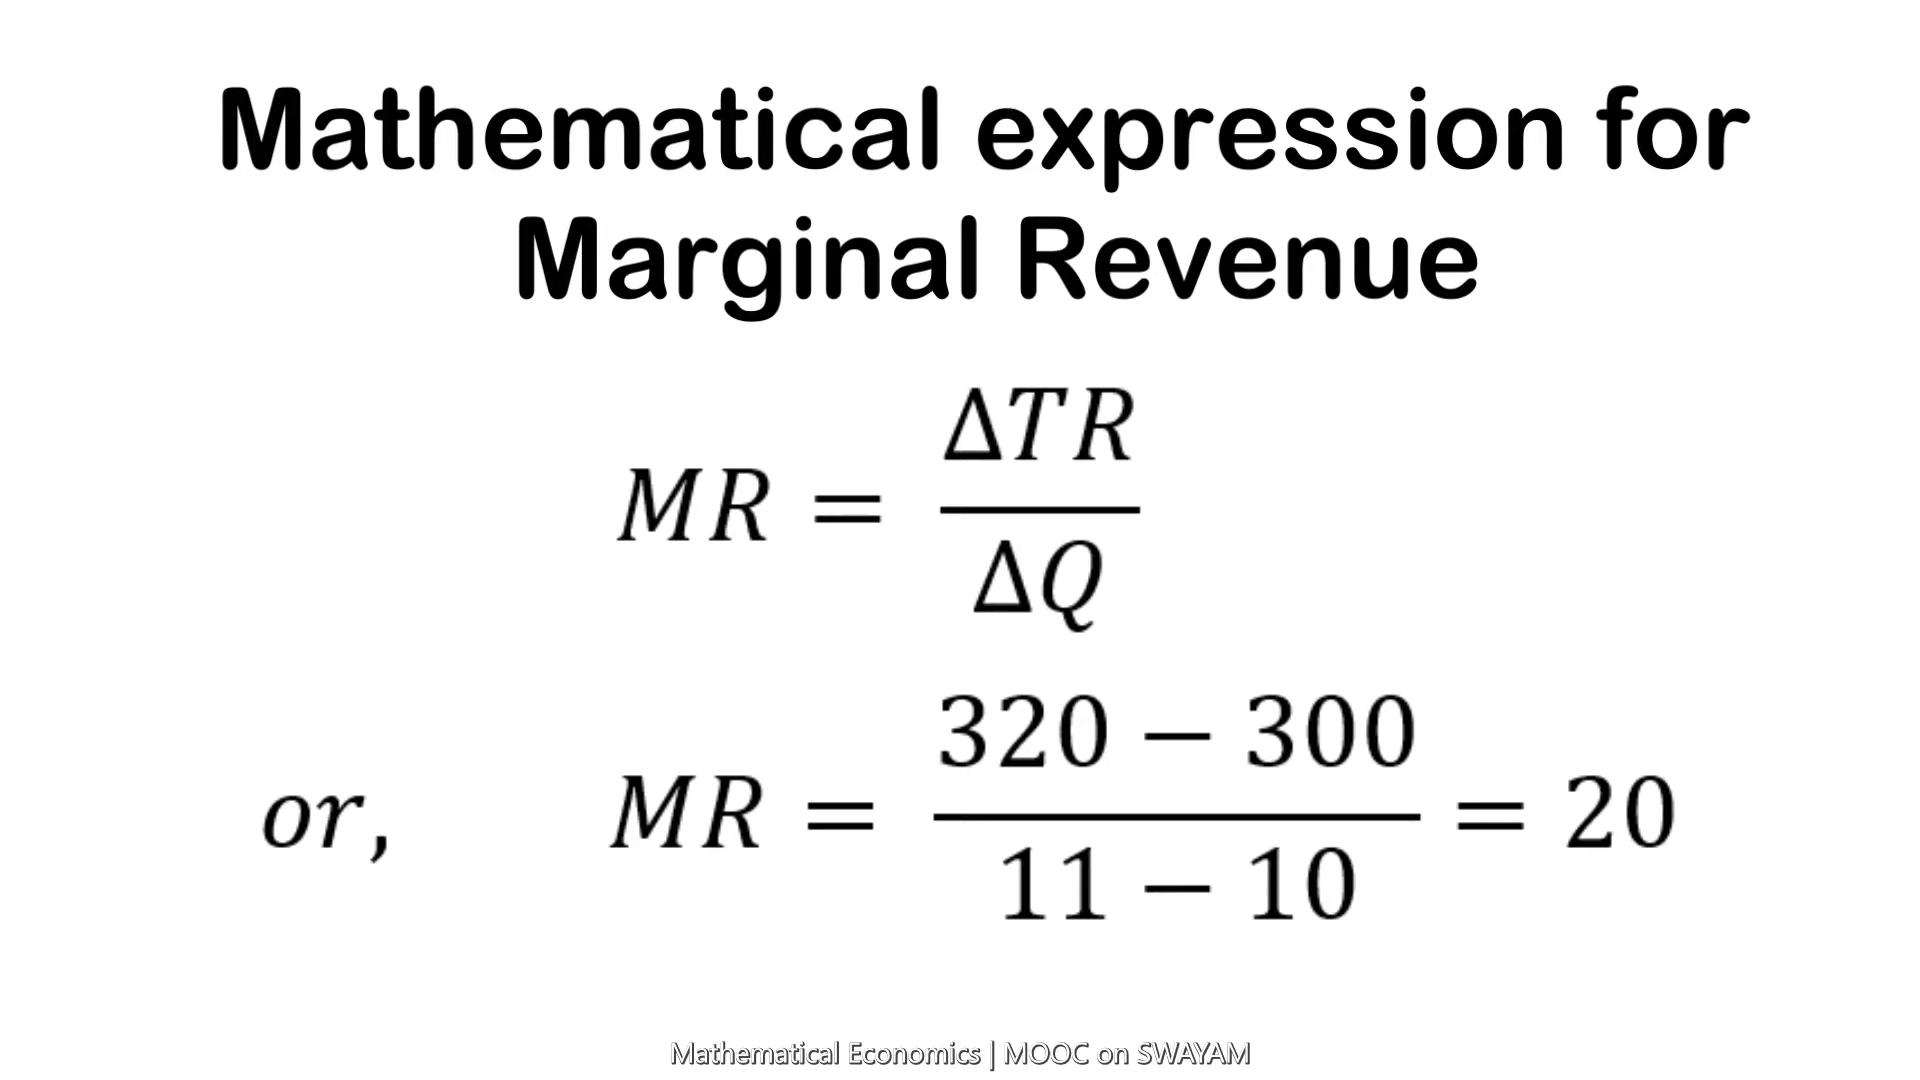 Mathematical expression for
Marginal Revenue
MR = ΔTR / ΔQ
or, MR = 320 − 300 / 11 − 10 = 20
Mathematical Economics | MOOC on SWAYAM